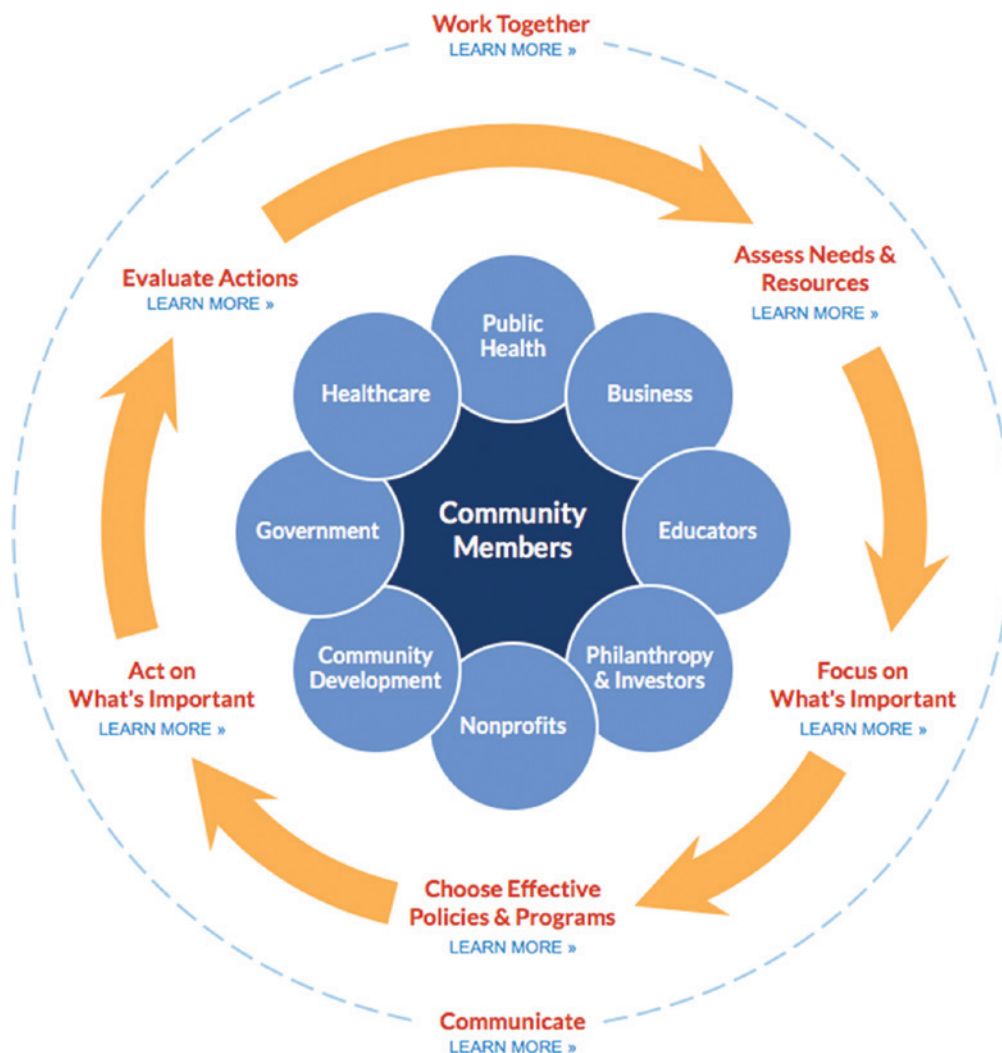 Work Together
LEARN MORE »
Evaluate Actions
LEARN MORE »
Assess Needs &
Resources
LEARN MORE »
Public
Health
Healthcare
Business
Government
Community
Members
Educators
Community
Development
Philanthropy
& Investors
Nonprofits
Act on
What's Important
LEARN MORE »
Focus on
What's Important
LEARN MORE »
Choose Effective
Policies & Programs
LEARN MORE »
Communicate
LEARN MORE »